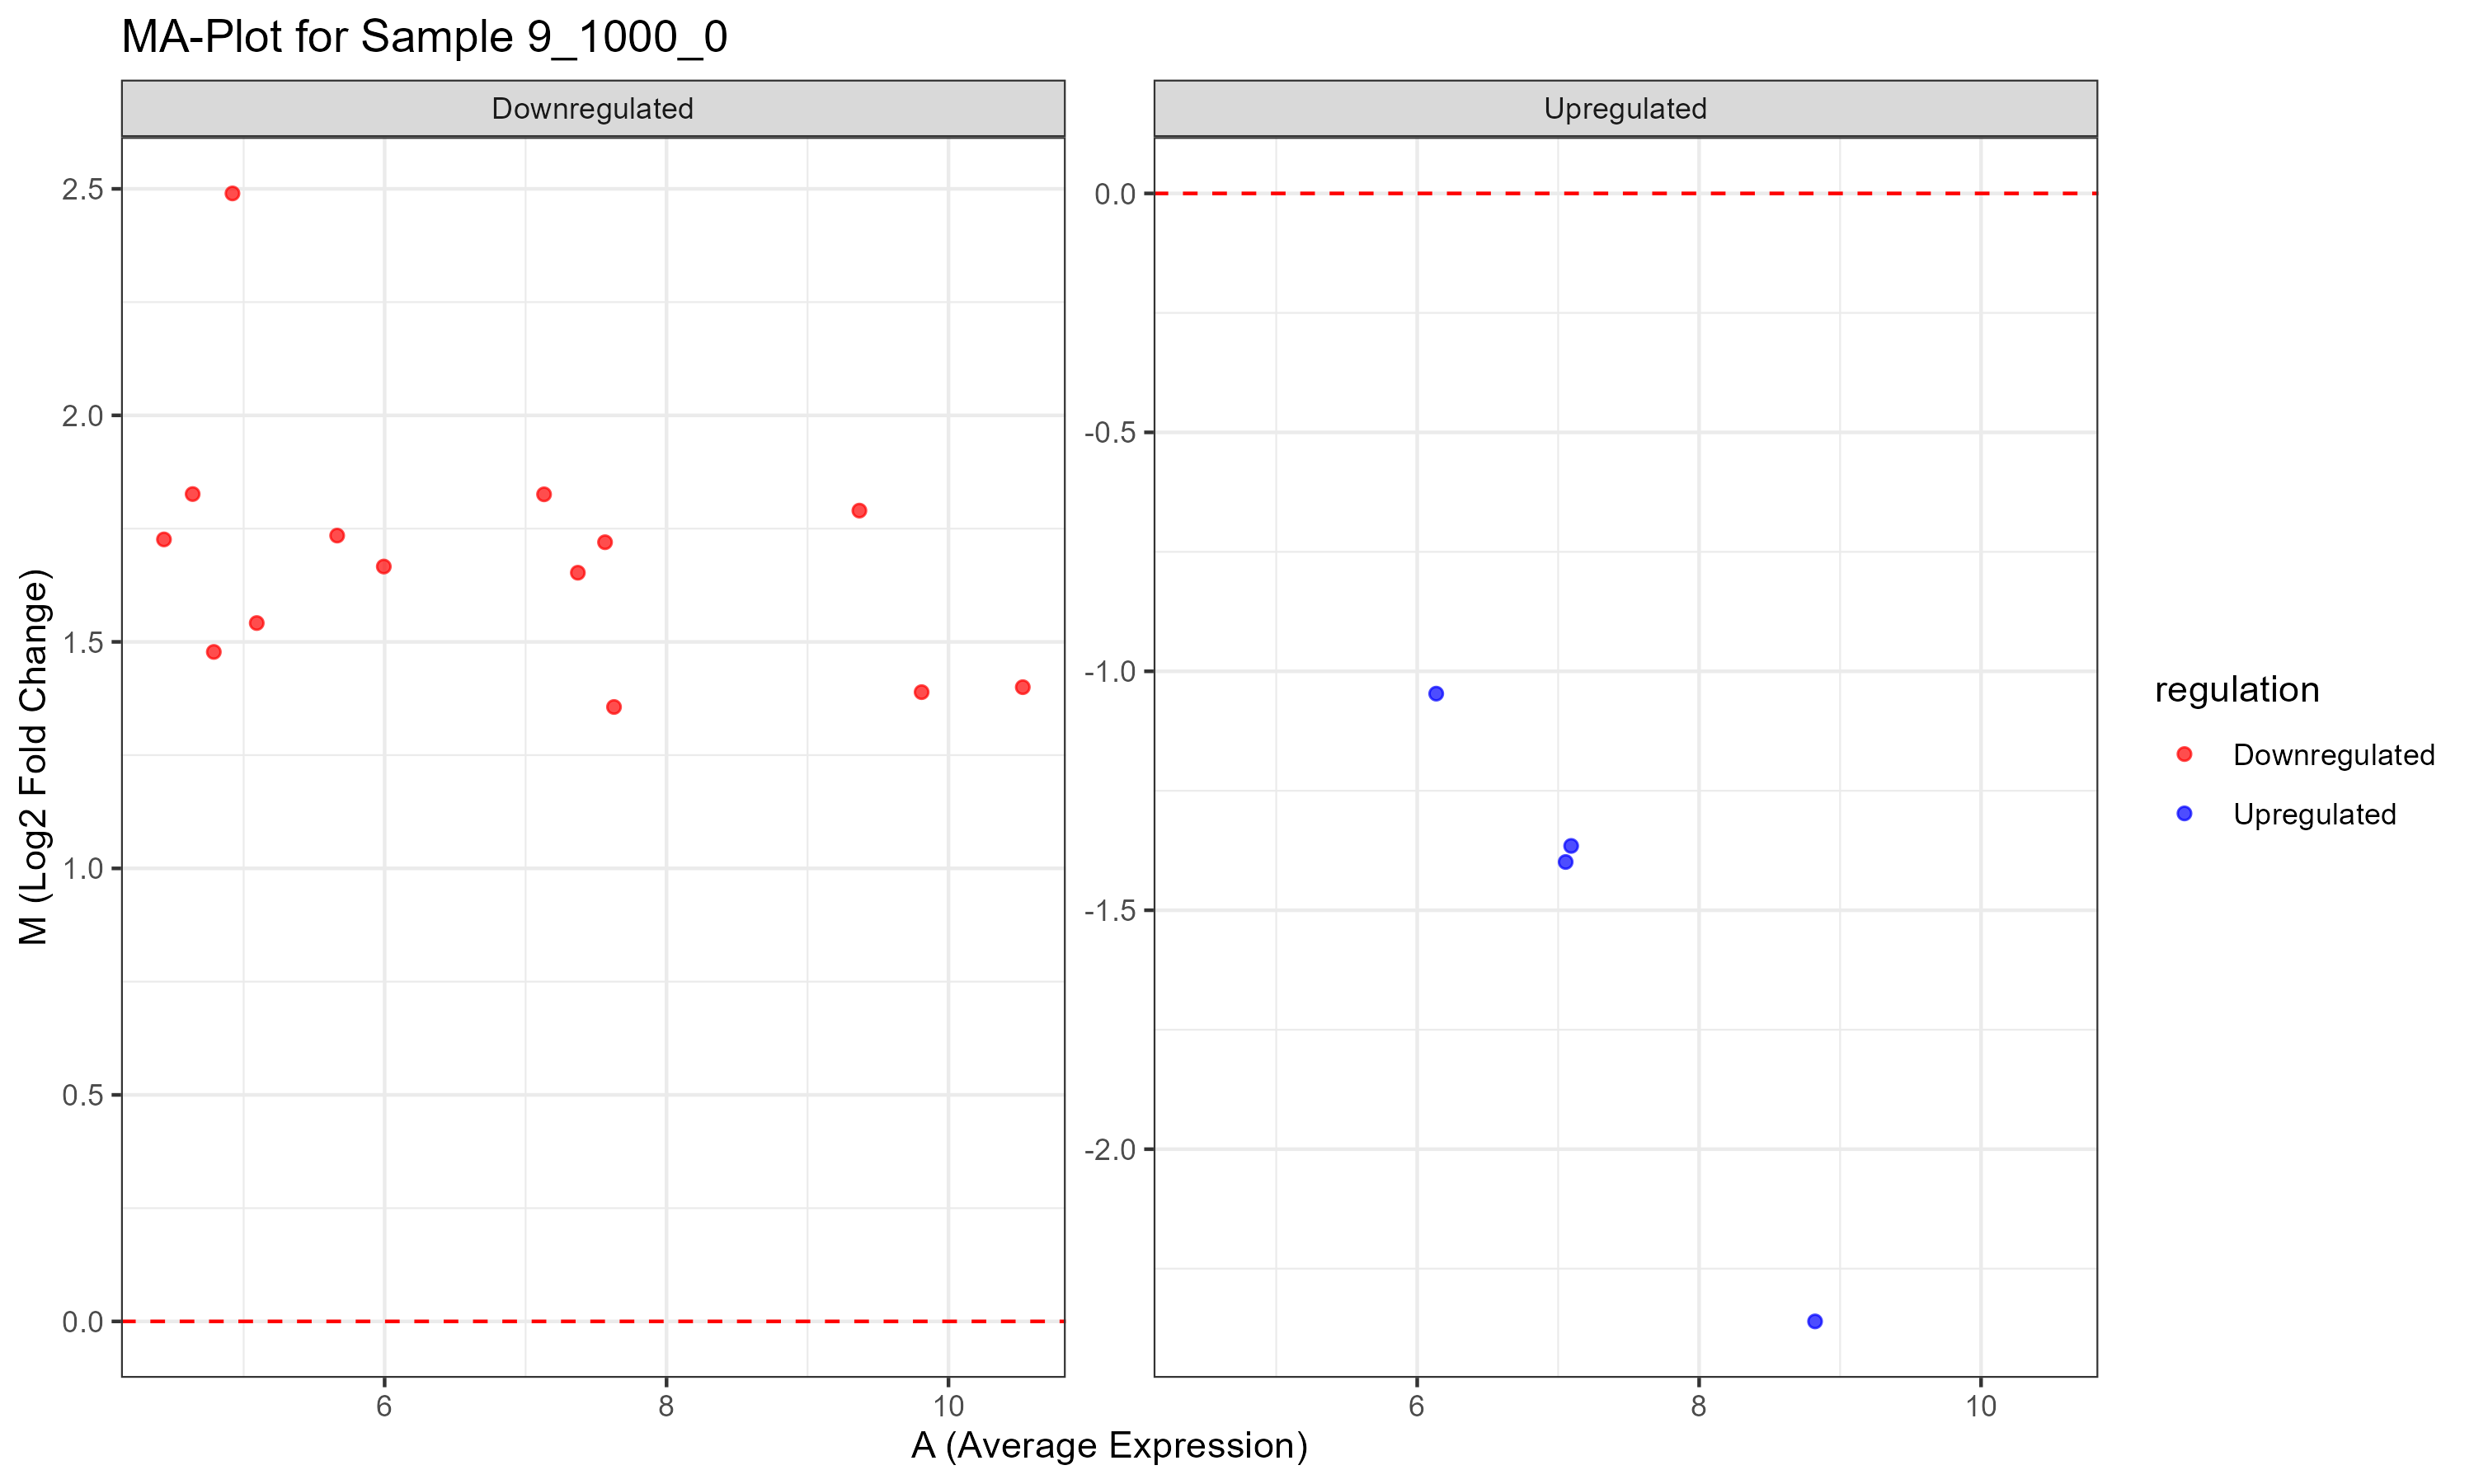 MA-Plot for Sample 9_1000_0
Downregulated
Upregulated
M (Log2 Fold Change)
2.5
2.0
1.5
1.0
0.5
0.0
0.0
-0.5
-1.0
-1.5
-2.0
6
8
10
6
8
10
A (Average Expression)
regulation
Downregulated
Upregulated